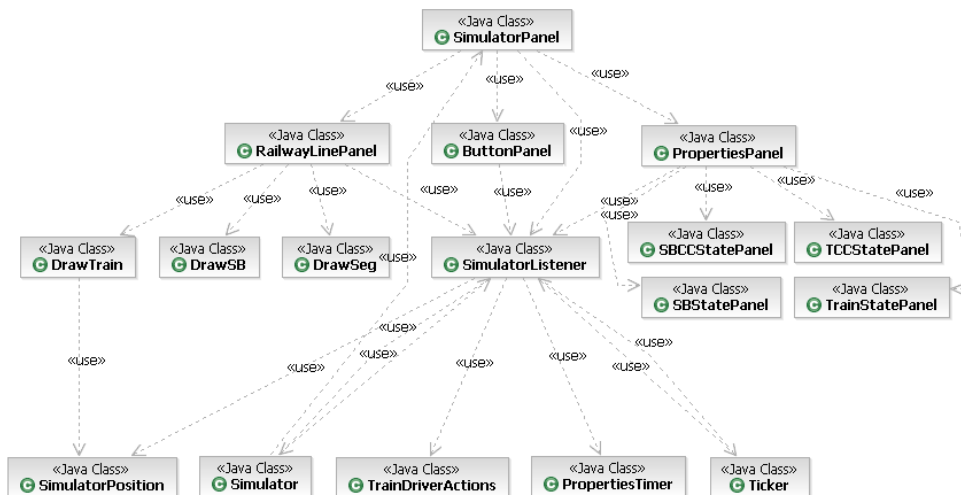 «Java Class»
SimulatorPanel
«use»
«use»
«use»
«use»
«Java Class»
RailwayLinePanel
«Java Class»
ButtonPanel
«Java Class»
PropertiesPanel
«use»
«use»
«use»
«use»
«use»
«use»
«use»
«use»
«use»
«use»
«Java Class»
DrawTrain
«Java Class»
DrawSB
«Java Class»
DrawSeg
«use»
«Java Class»
SimulatorListener
«Java Class»
SBCCStatePanel
«Java Class»
TCCStatePanel
«Java Class»
SBStatePanel
«Java Class»
TrainStatePanel
«use»
«use»
«use»
«use»
«use»
«use»
«use»
«use»
«Java Class»
SimulatorPosition
«Java Class»
Simulator
«Java Class»
TrainDriverActions
«Java Class»
PropertiesTimer
«Java Class»
Ticker